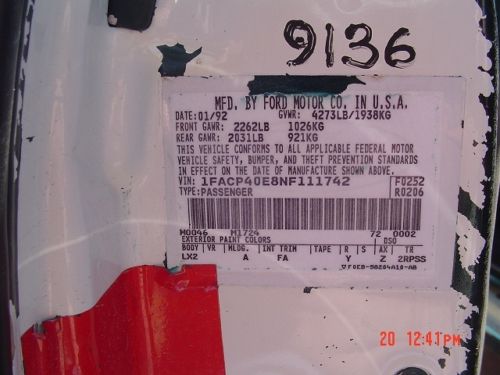 9136
MFD. BY FORD MOTOR CO. IN U.S.A.
DATE: 01/92 GVWR: 4273LB/1938KG
FRONT GAWR: 2262LB 1026KG
REAR GAWR: 2031LB 921KG
THIS VEHICLE CONFORMS TO ALL APPLICABLE FEDERAL MOTOR
VEHICLE SAFETY, BUMPER, AND THEFT PREVENTION STANDARDS
IN EFFECT ON THE DATE OF MANUFACTURE SHOWN ABOVE.
VIN: 1FACP40E8NF111742 F0252
TYPE: PASSENGER R0206
M0046 M1724 72 0002
EXTERIOR PAINT COLORS DSO
BODY VR MLDG. INT TRIM TAPE R S AX TR
LX2 A FA Y Z 2RPSS
20 12:41PM